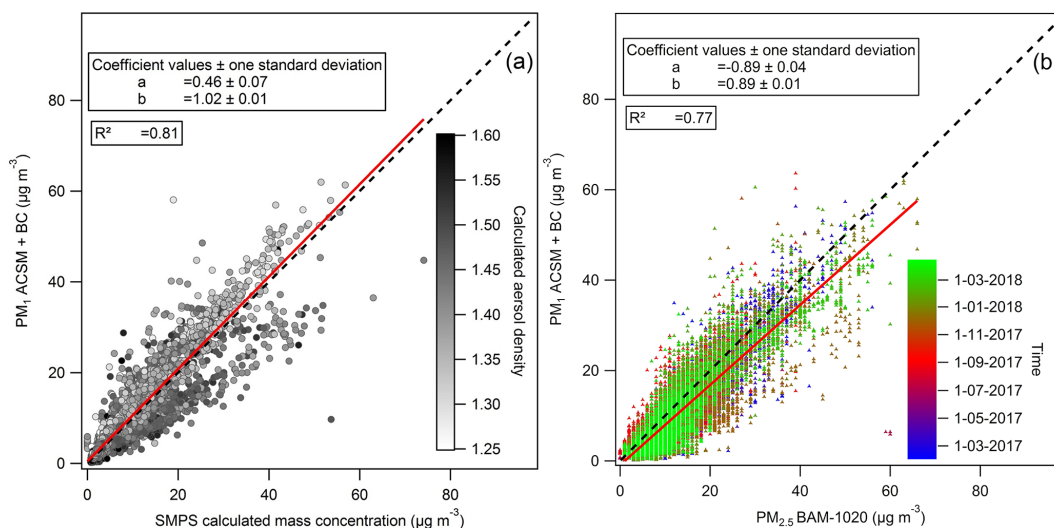 (a)
Coefficient values ± one standard deviation
a =0.46 ± 0.07
b =1.02 ± 0.01
R² =0.81
PM₁ ACSM + BC (µg m⁻³)
80
60
40
20
0
0 20 40 60 80
SMPS calculated mass concentration (µg m⁻³)
1.60
1.55
1.50
1.45
1.40
1.35
1.30
1.25
Calculated aerosol density
(b)
Coefficient values ± one standard deviation
a =-0.89 ± 0.04
b =0.89 ± 0.01
R² =0.77
PM₁ ACSM + BC (µg m⁻³)
80
60
40
20
0
0 20 40 60 80
PM₂.₅ BAM-1020 (µg m⁻³)
1-03-2018
1-01-2018
1-11-2017
1-09-2017
1-07-2017
1-05-2017
1-03-2017
Time